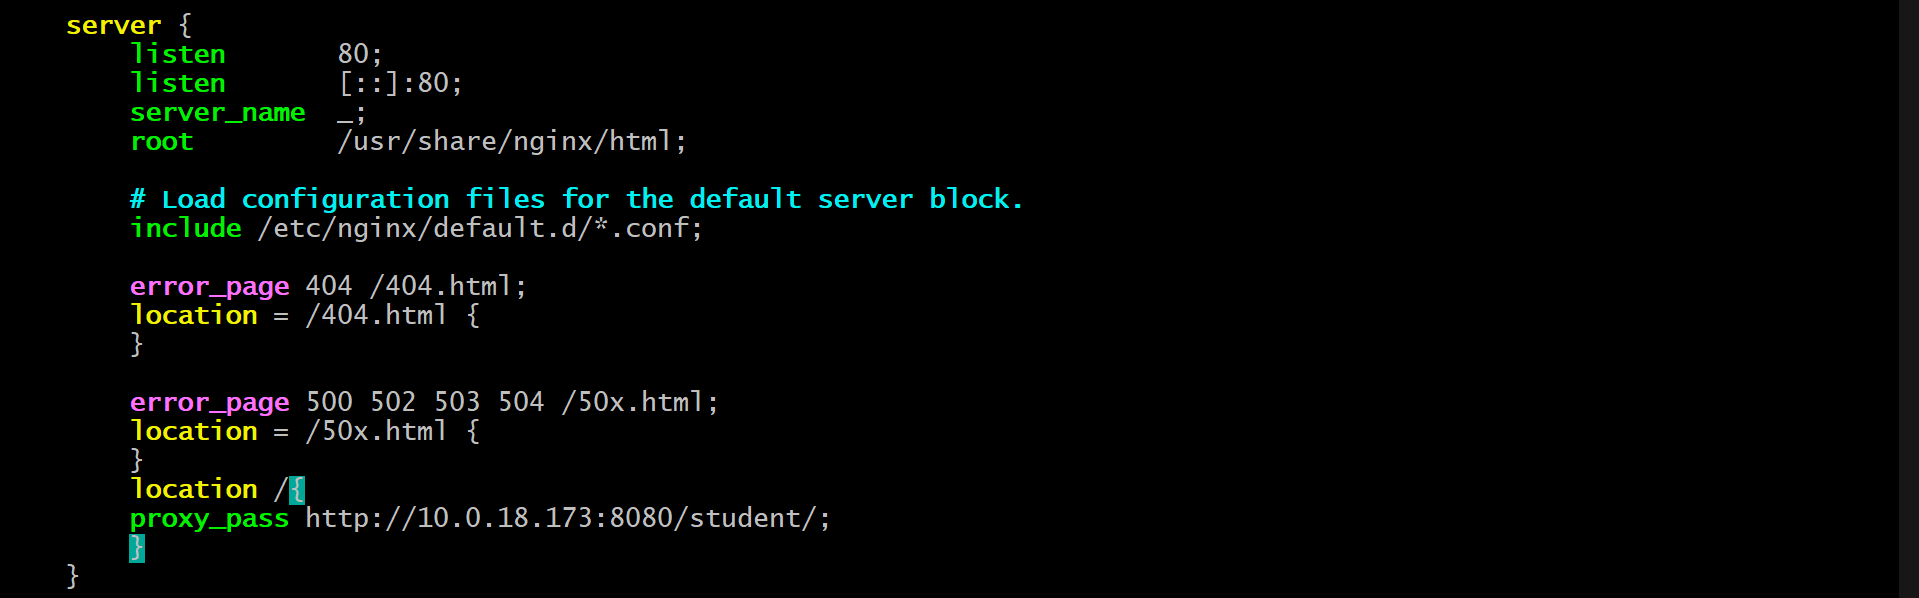 server {
listen       80;
listen       [::]:80;
server_name  _;
root         /usr/share/nginx/html;
# Load configuration files for the default server block.
include /etc/nginx/default.d/*.conf;
error_page 404 /404.html;
location = /404.html {
}
error_page 500 502 503 504 /50x.html;
location = /50x.html {
}
location /{
proxy_pass http://10.0.18.173:8080/student/;
}
}